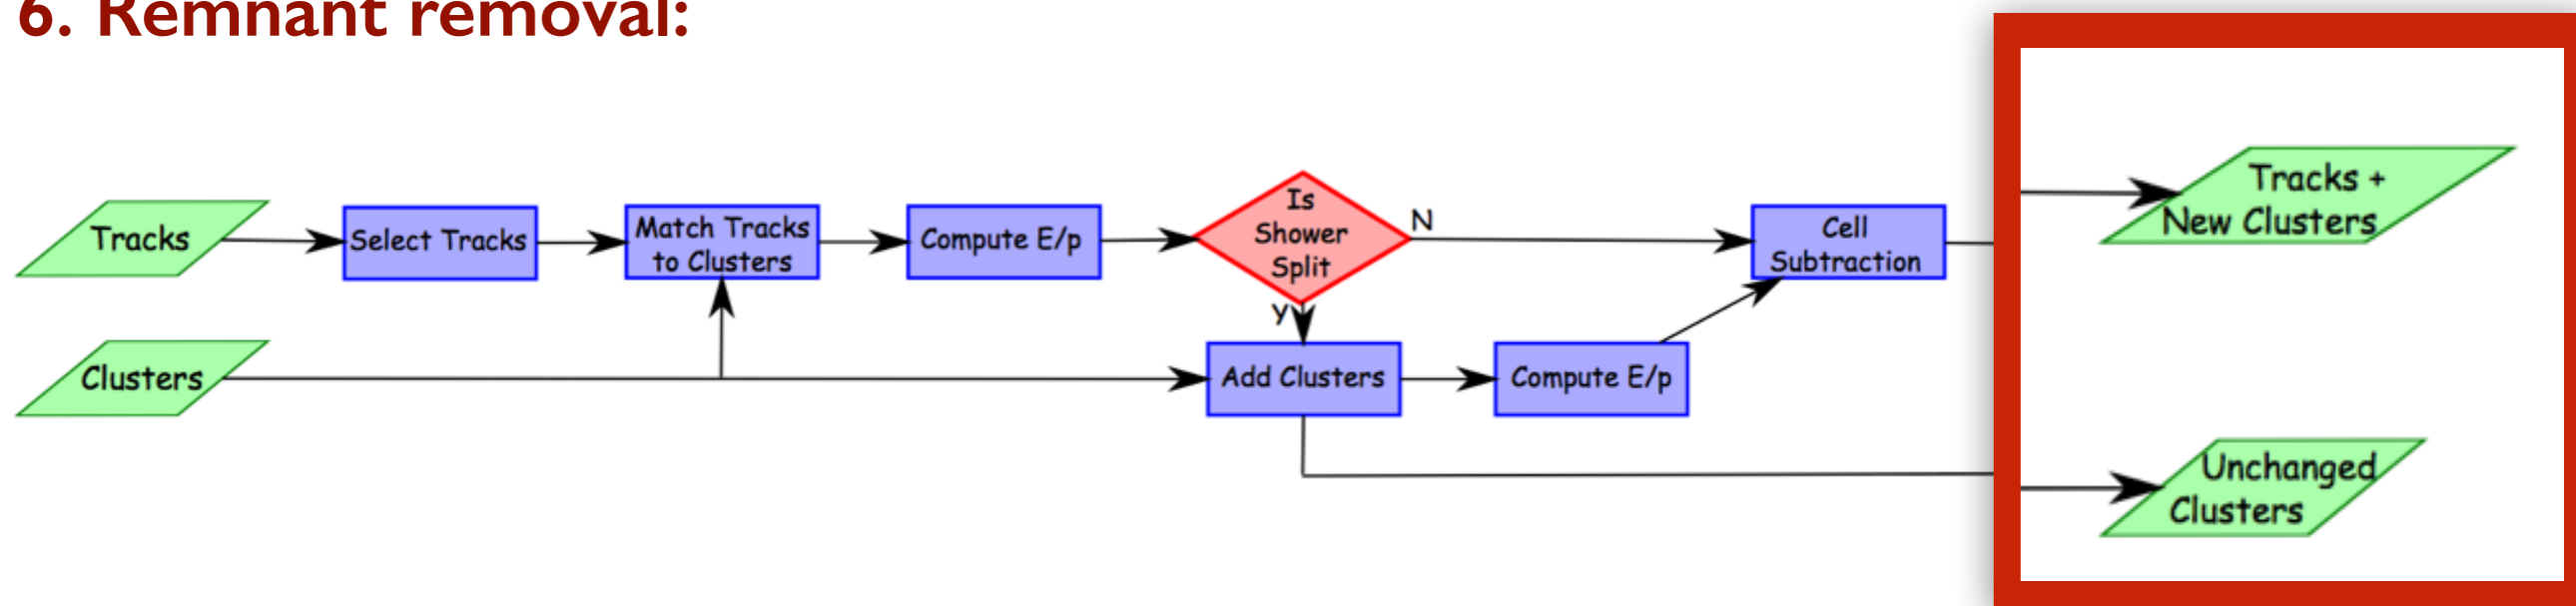 6. Remnant removal:
Tracks
Select Tracks
Match Tracks
to Clusters
Compute E/p
Is
Shower
Split
N
Y
Cell
Subtraction
Tracks +
New Clusters
Clusters
Add Clusters
Compute E/p
Unchanged
Clusters